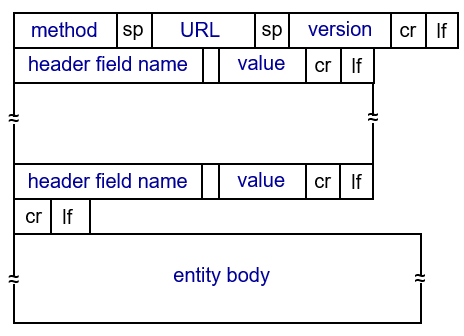 method sp URL sp version cr lf
header field name value cr lf
header field name value cr lf
cr lf
entity body